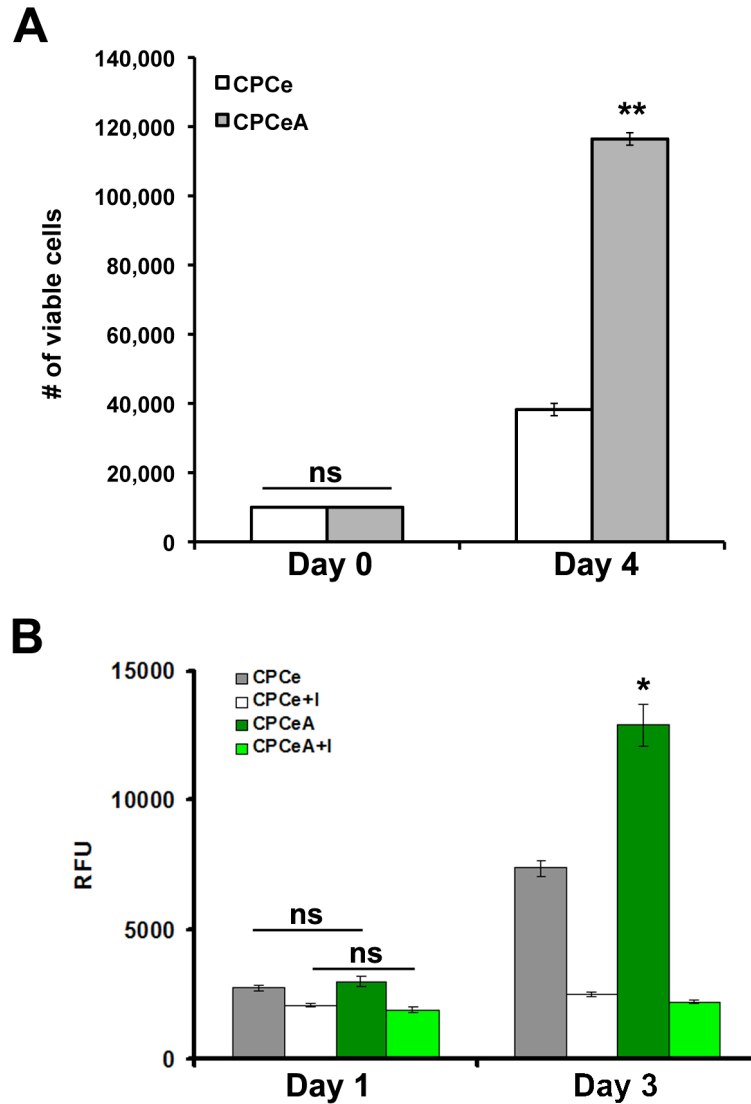 A
140,000
CPCe
**
CPCeA
120,000
100,000
80,000
60,000
40,000
20,000
0
# of viable cells
ns
Day 0
Day 4
B
15000
CPCe
*
CPCe+I
CPCeA
CPCeA+I
10000
5000
0
RFU
ns
ns
Day 1
Day 3